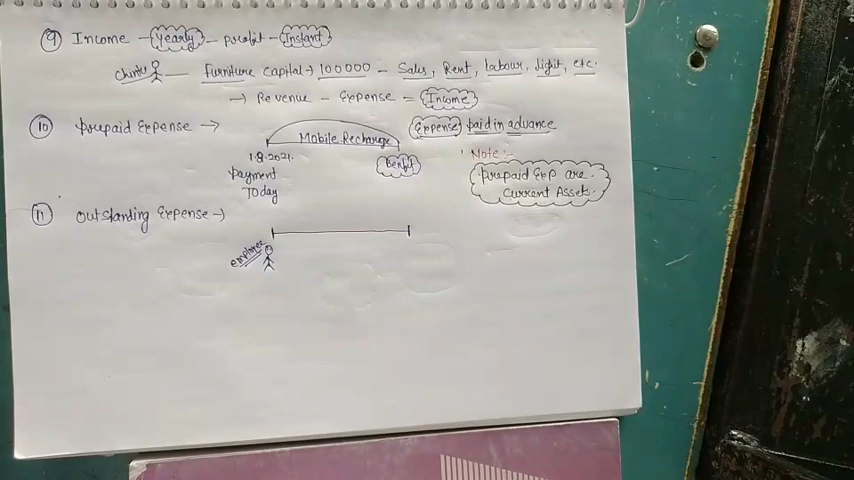 9 Income - Yearly - profit - Instant
Chintu - Furniture Capital → 100000 - Sales, Rent, labour, etc.
→ Revenue - Expense = Income
10 prepaid Expense → Mobile Recharge Expense paid in advance
1.8.2021. Benfit
Payment
Today
Note:-
prepaid Exp are
Current Assets.
11 Outstanding Expense →
employee